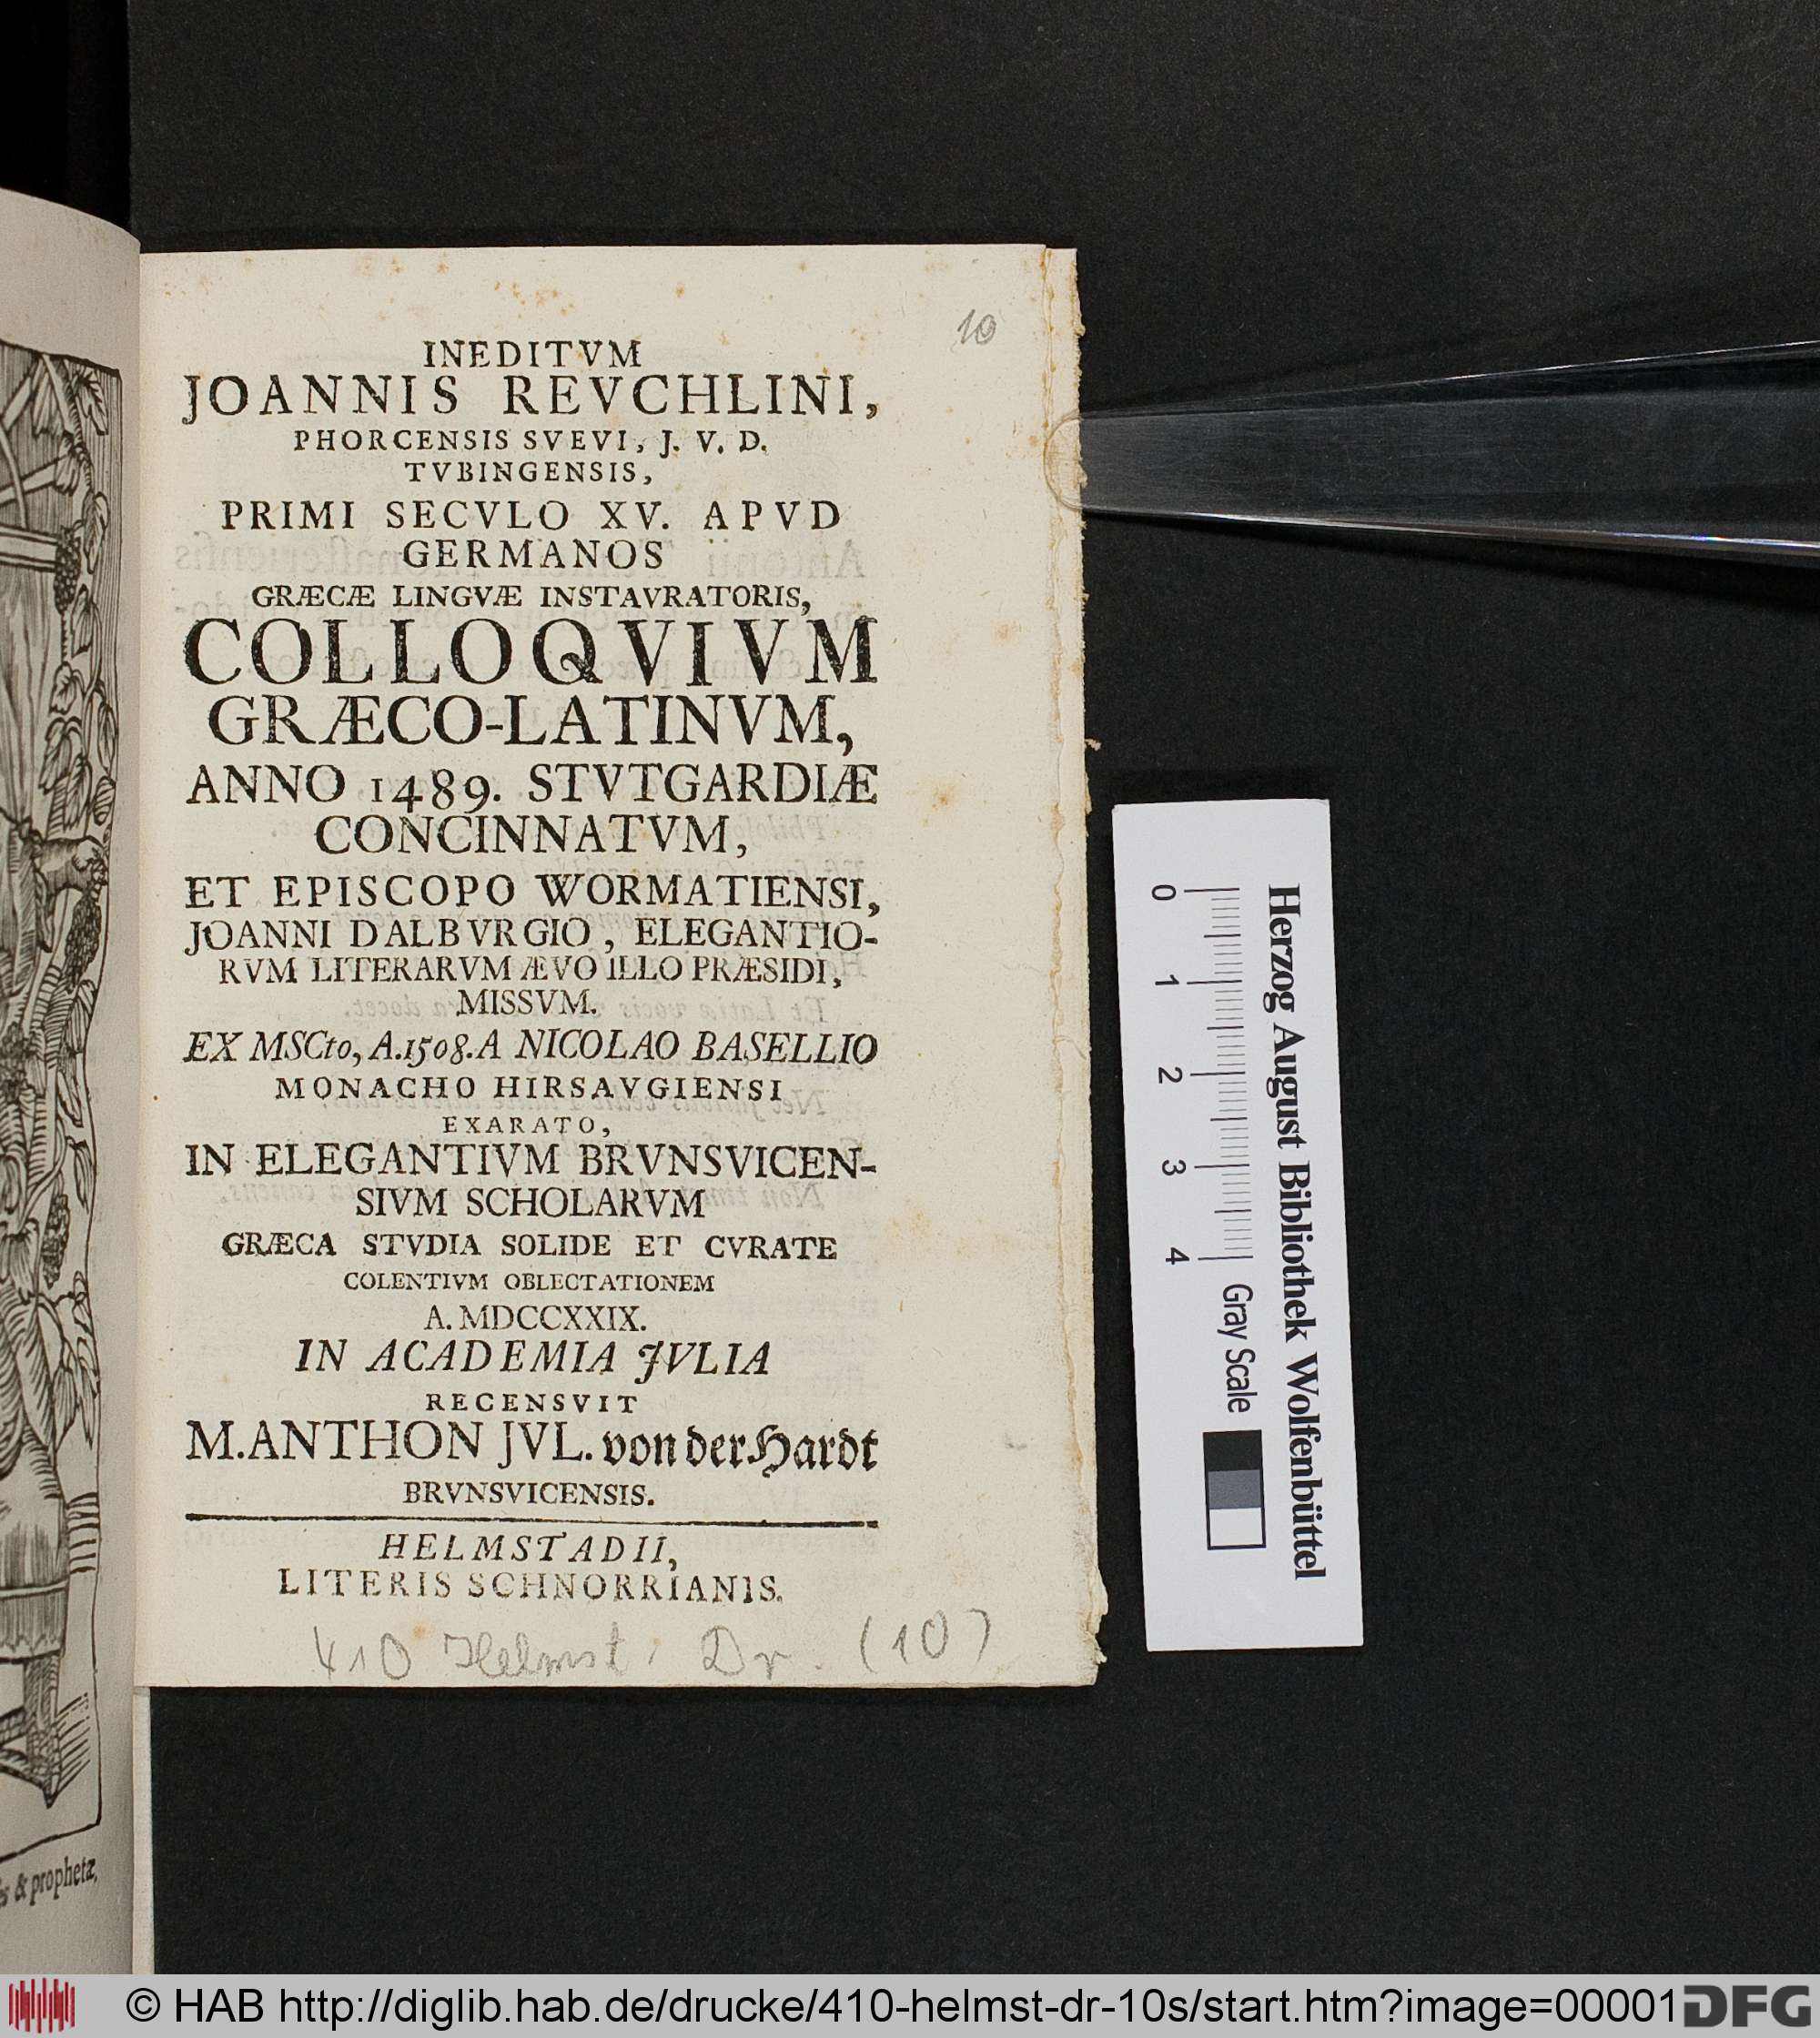 10
INEDITVM
JOANNIS REVCHLINI,
PHORCENSIS SVEVI, J. V. D.
TVBINGENSIS,
PRIMI SECVLO XV. APVD
GERMANOS
GRÆCÆ LINGVÆ INSTAVRATORIS,
COLLOQVIVM
GRÆCO-LATINVM,
ANNO 1489. STVTGARDIÆ
CONCINNATVM,
ET EPISCOPO WORMATIENSI,
JOANNI DALBVRGIO, ELEGANTIO-
RVM LITERARVM ÆVO ILLO PRÆSIDI,
MISSVM.
EX MSCto, A.1508. A NICOLAO BASELLIO
MONACHO HIRSAVGIENSI
EXARATO,
IN ELEGANTIVM BRVNSVICEN-
SIVM SCHOLARVM
GRÆCA STVDIA SOLIDE ET CVRATE
COLENTIVM OBLECTATIONEM
A. MDCCXXIX.
IN ACADEMIA JVLIA
RECENSVIT
M. ANTHON JVL. von der Hardt
BRVNSVICENSIS.
HELMSTADII,
LITERIS SCHNORRIANIS.
410 Helmst. Dr. (10)
& prophetæ,
Herzog August Bibliothek Wolfenbüttel
0 1 2 3 4 Gray Scale
© HAB http://diglib.hab.de/drucke/410-helmst-dr-10s/start.htm?image=00001
DFG